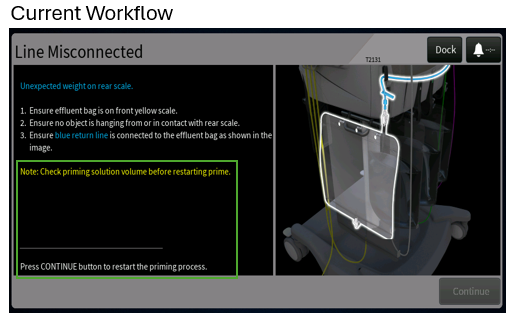 Current Workflow
Line Misconnected
Dock
--:--
T2131
Unexpected weight on rear scale.
1. Ensure effluent bag is on front yellow scale.
2. Ensure no object is hanging from or in contact with rear scale.
3. Ensure blue return line is connected to the effluent bag as shown in the
image.
Note: Check priming solution volume before restarting prime.
Press CONTINUE button to restart the priming process.
Continue